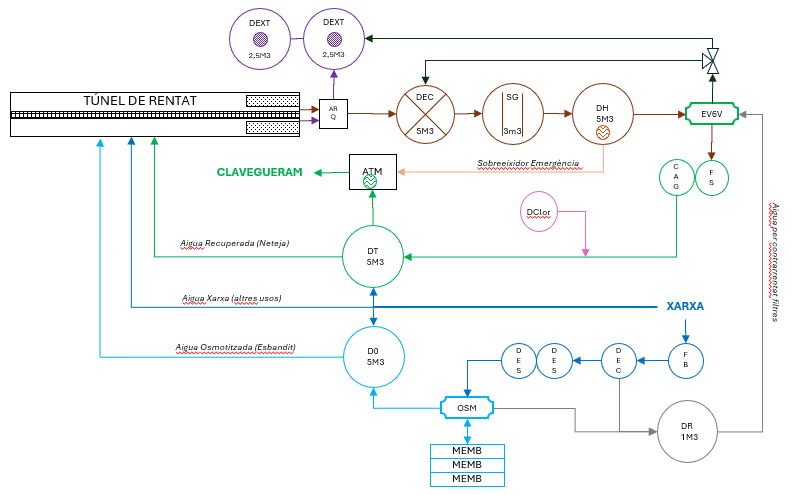 DEXT
2,5M3
DEXT
2,5M3
TÚNEL DE RENTAT
AR
Q
DEC
5M3
SG
3m3
DH
5M3
EV6V
CLAVEGUERAM
ATM
Sobreeixidor Emergència
C
A
G
F
S
DClor
Aigua Recuperada (Neteja)
DT
5M3
Aigua per contrarrentat filtres
Aigua Xarxa (altres usos)
XARXA
Aigua Osmotitzada (Esbandit)
D0
5M3
D
E
S
D
E
S
D
E
C
F
B
OSM
DR
1M3
MEMB
MEMB
MEMB